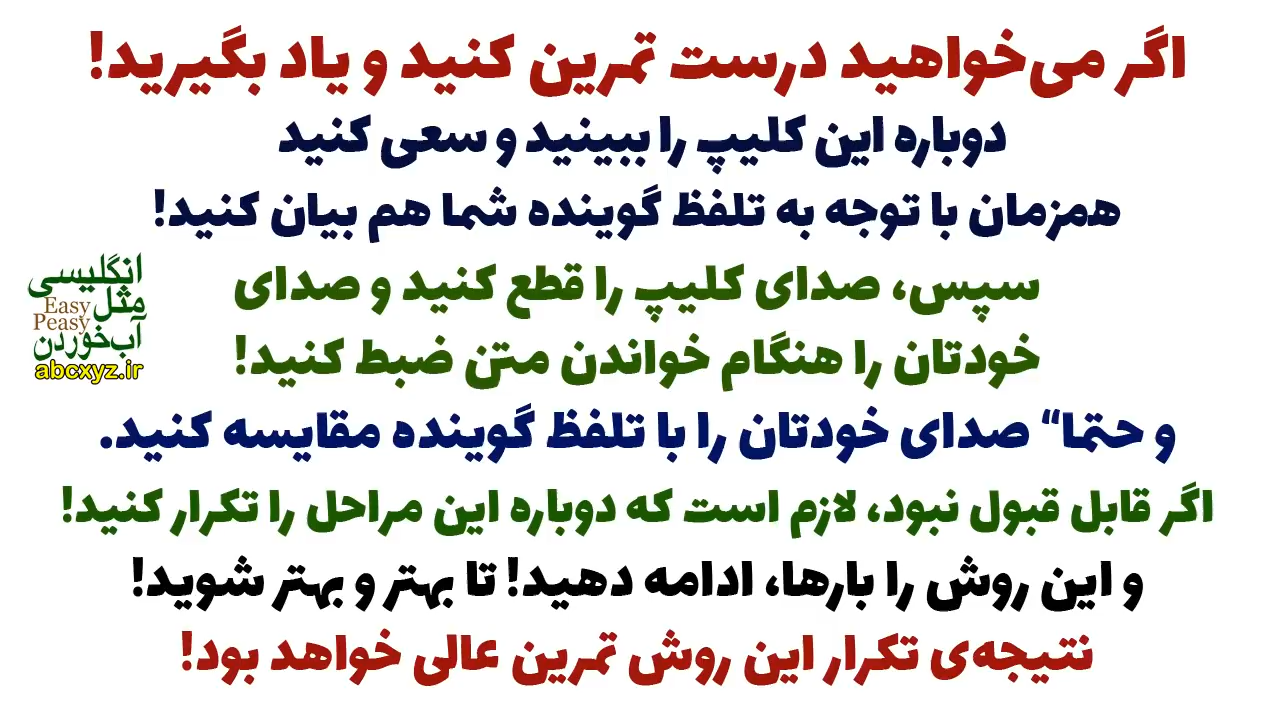 اگر می‌خواهید درست تمرین کنید و یاد بگیرید!
دوباره این کلیپ را ببینید و سعی کنید
همزمان با توجه به تلفظ گوینده شما هم بیان کنید!
سپس، صدای کلیپ را قطع کنید و صدای
خودتان را هنگام خواندن متن ضبط کنید!
و حتما“ صدای خودتان را با تلفظ گوینده مقایسه کنید.
اگر قابل قبول نبود، لازم است که دوباره این مراحل را تکرار کنید!
و این روش را بارها، ادامه دهید! تا بهتر و بهتر شوید!
نتیجه‌ی تکرار این روش تمرین عالی خواهد بود!
انگلیسی
مثل Easy
Peasy
آب‌خوردن
abcxyz.ir